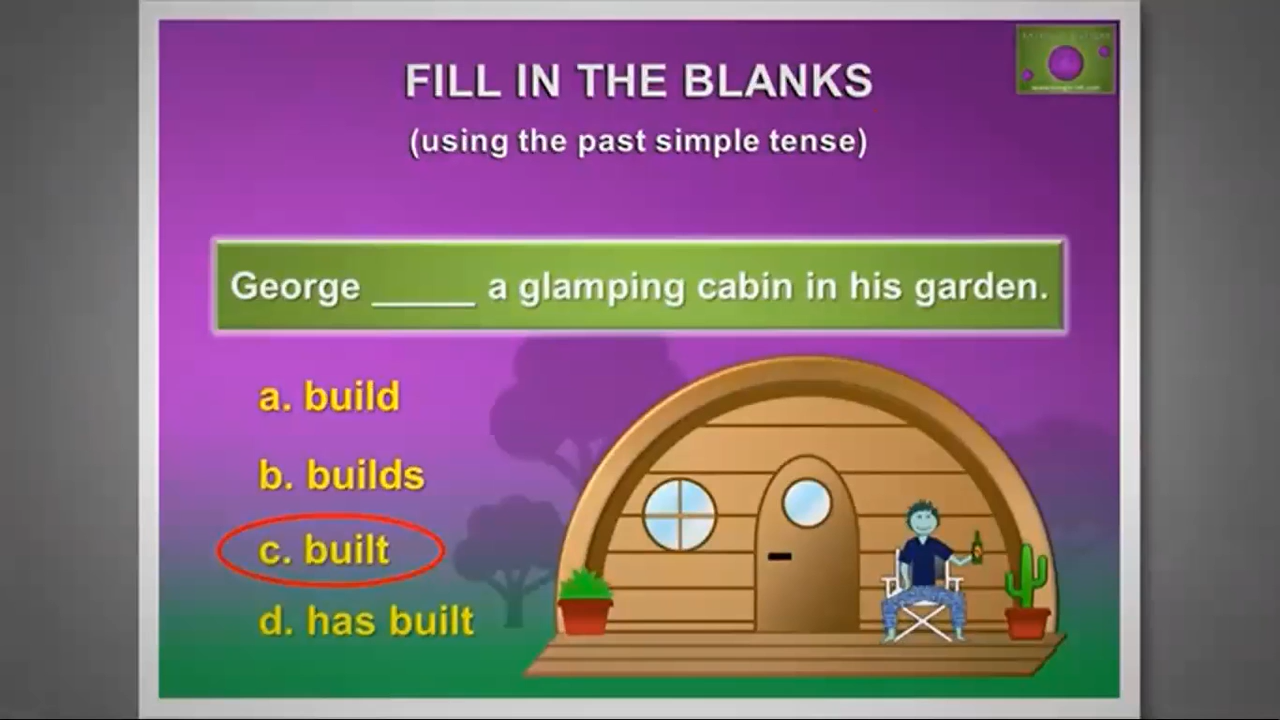 FILL IN THE BLANKS
(using the past simple tense)
George _____ a glamping cabin in his garden.
a. build
b. builds
c. built
d. has built